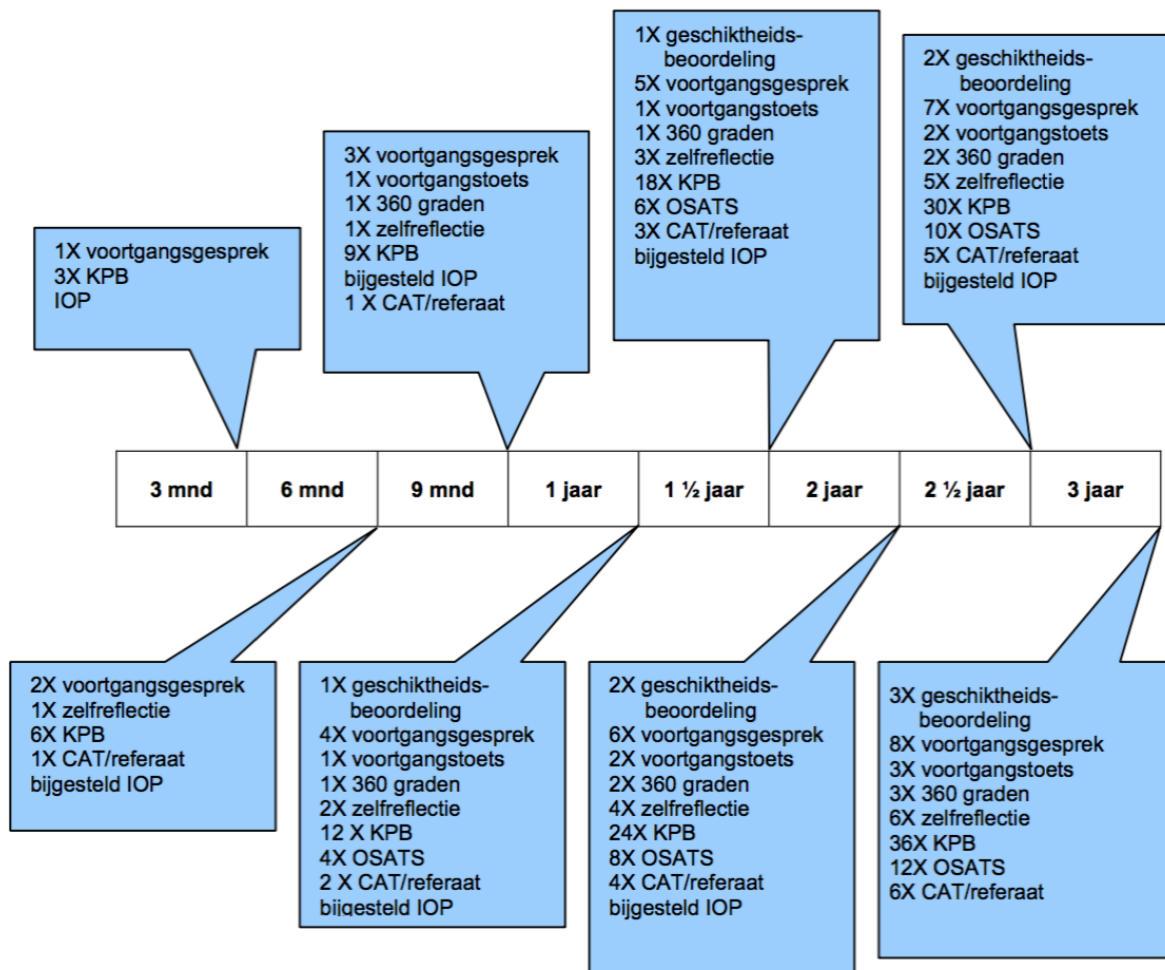 1X voortgangsgesprek
3X KPB
IOP
3X voortgangsgesprek
1X voortgangstoets
1X 360 graden
1X zelfreflectie
9X KPB
bijgesteld IOP
1 X CAT/referaat
1X geschiktheids-
beoordeling
5X voortgangsgesprek
1X voortgangstoets
1X 360 graden
3X zelfreflectie
18X KPB
6X OSATS
3X CAT/referaat
bijgesteld IOP
2X geschiktheids-
beoordeling
7X voortgangsgesprek
2X voortgangstoets
2X 360 graden
5X zelfreflectie
30X KPB
10X OSATS
5X CAT/referaat
bijgesteld IOP
3 mnd 6 mnd 9 mnd 1 jaar 1 ½ jaar 2 jaar 2 ½ jaar 3 jaar
2X voortgangsgesprek
1X zelfreflectie
6X KPB
1X CAT/referaat
bijgesteld IOP
1X geschiktheids-
beoordeling
4X voortgangsgesprek
1X voortgangstoets
1X 360 graden
2X zelfreflectie
12 X KPB
4X OSATS
2 X CAT/referaat
bijgesteld IOP
2X geschiktheids-
beoordeling
6X voortgangsgesprek
2X voortgangstoets
2X 360 graden
4X zelfreflectie
24X KPB
8X OSATS
4X CAT/referaat
bijgesteld IOP
3X geschiktheids-
beoordeling
8X voortgangsgesprek
3X voortgangstoets
3X 360 graden
6X zelfreflectie
36X KPB
12X OSATS
6X CAT/referaat